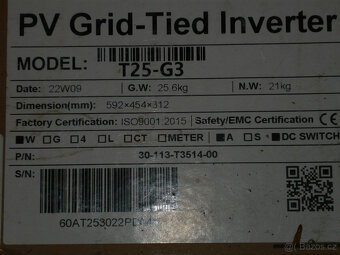 PV Grid-Tied Inverter
MODEL: T25-G3
Date: 22W09 G.W: 25.6kg N.W: 21kg
Dimension(mm): 592×454×312
Factory Certification: ISO9001:2015 Safety/EMC Certification CE
W G 4 L CT METER A S DC SWITCH
P/N: 30-113-T3514-00
S/N: